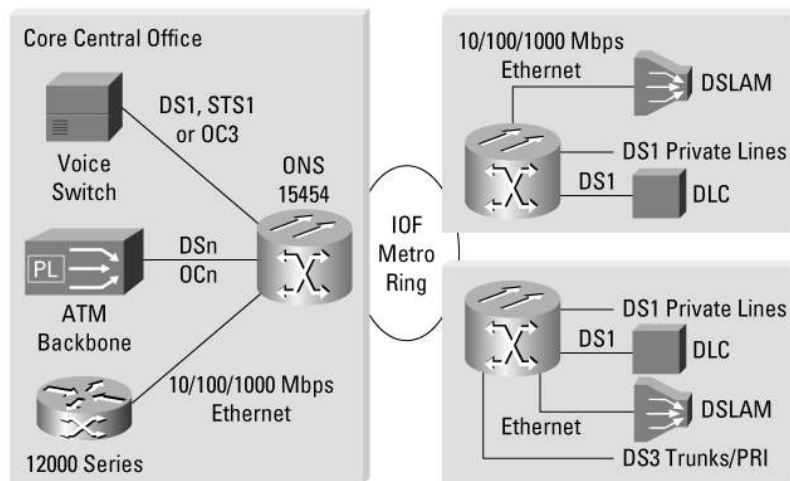 Core Central Office
DS1, STS1
or OC3
Voice
Switch
ONS
15454
DSn
OCn
PL
ATM
Backbone
10/100/1000 Mbps
Ethernet
12000 Series
IOF
Metro
Ring
10/100/1000 Mbps
Ethernet
DSLAM
DS1 Private Lines
DS1
DLC
DS1 Private Lines
DS1
DLC
DSLAM
Ethernet
DS3 Trunks/PRI